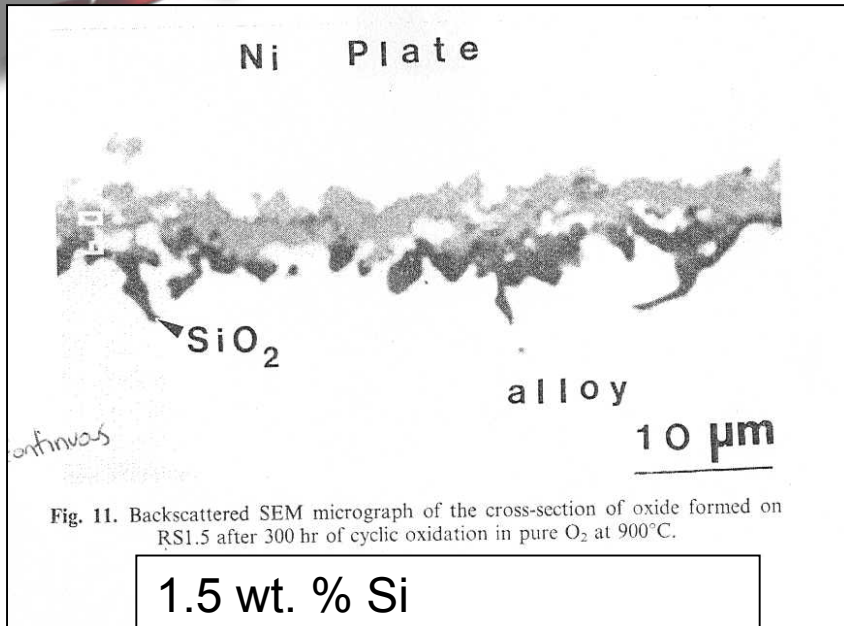 Ni Plate
SiO2
alloy
10 µm
Fig. 11. Backscattered SEM micrograph of the cross-section of oxide formed on
RS1.5 after 300 hr of cyclic oxidation in pure O2 at 900°C.
1.5 wt. % Si